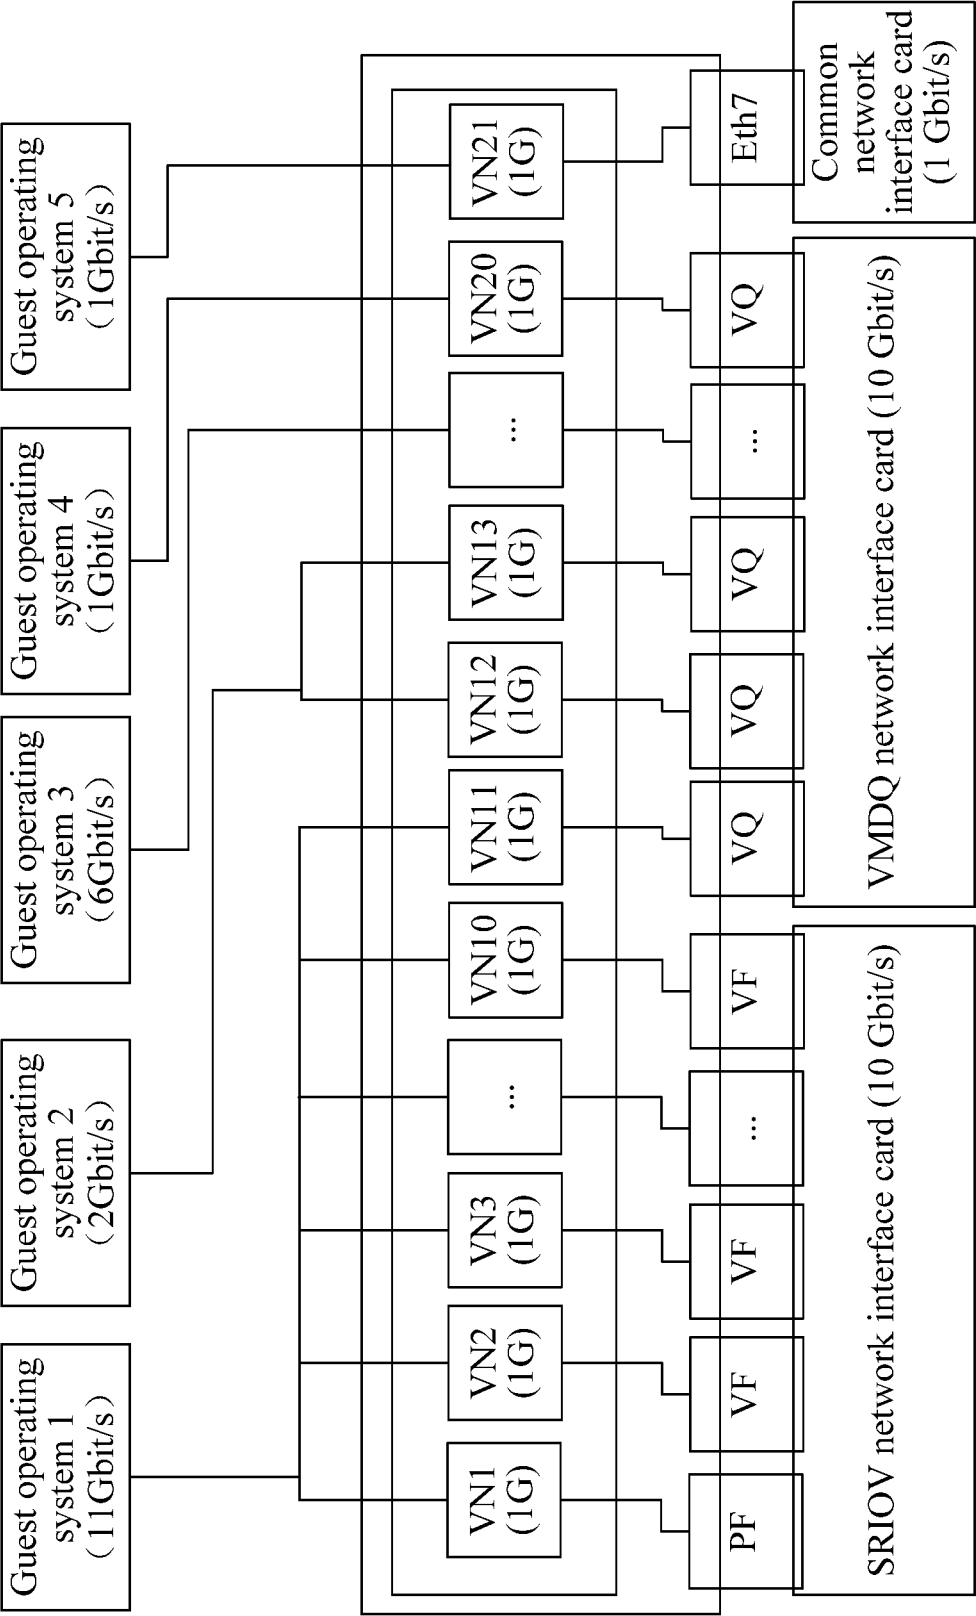 Guest operating
system 1
(11Gbit/s)
Guest operating
system 2
(2Gbit/s)
Guest operating
system 3
(6Gbit/s)
Guest operating
system 4
(1Gbit/s)
Guest operating
system 5
(1Gbit/s)
VN1
(1G)
VN2
(1G)
VN3
(1G)
...
VN10
(1G)
VN11
(1G)
VN12
(1G)
VN13
(1G)
...
VN20
(1G)
VN21
(1G)
PF
VF
VF
...
VF
VQ
VQ
VQ
...
VQ
Eth7
SRIOV network interface card (10 Gbit/s)
VMDQ network interface card (10 Gbit/s)
Common
network
interface card
(1 Gbit/s)